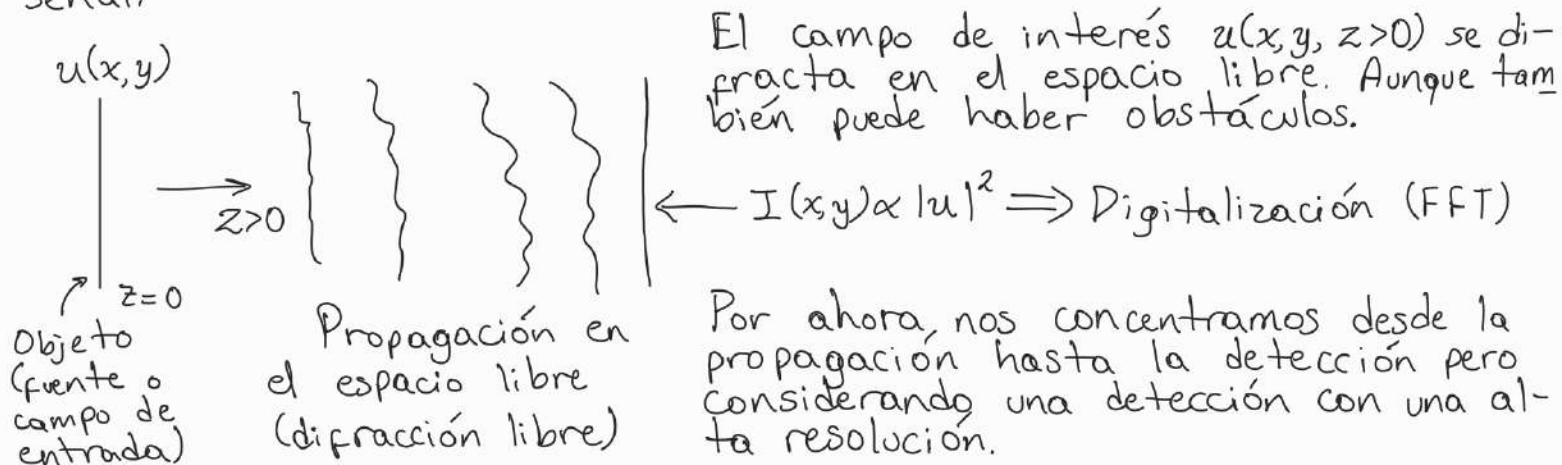 u(x,y)
z>0
z=0
Objeto
(fuente o
campo de
entrada)
Propagación en
el espacio libre
(difracción libre)
El campo de interés u(x,y, z>0) se di-
fracta en el espacio libre. Aunque tam
bién puede haber obstáculos.
← I(x,y)∝|u|² ⇒ Digitalización (FFT)
Por ahora, nos concentramos desde la
propagación hasta la detección pero
considerando una detección con una al-
ta resolución.